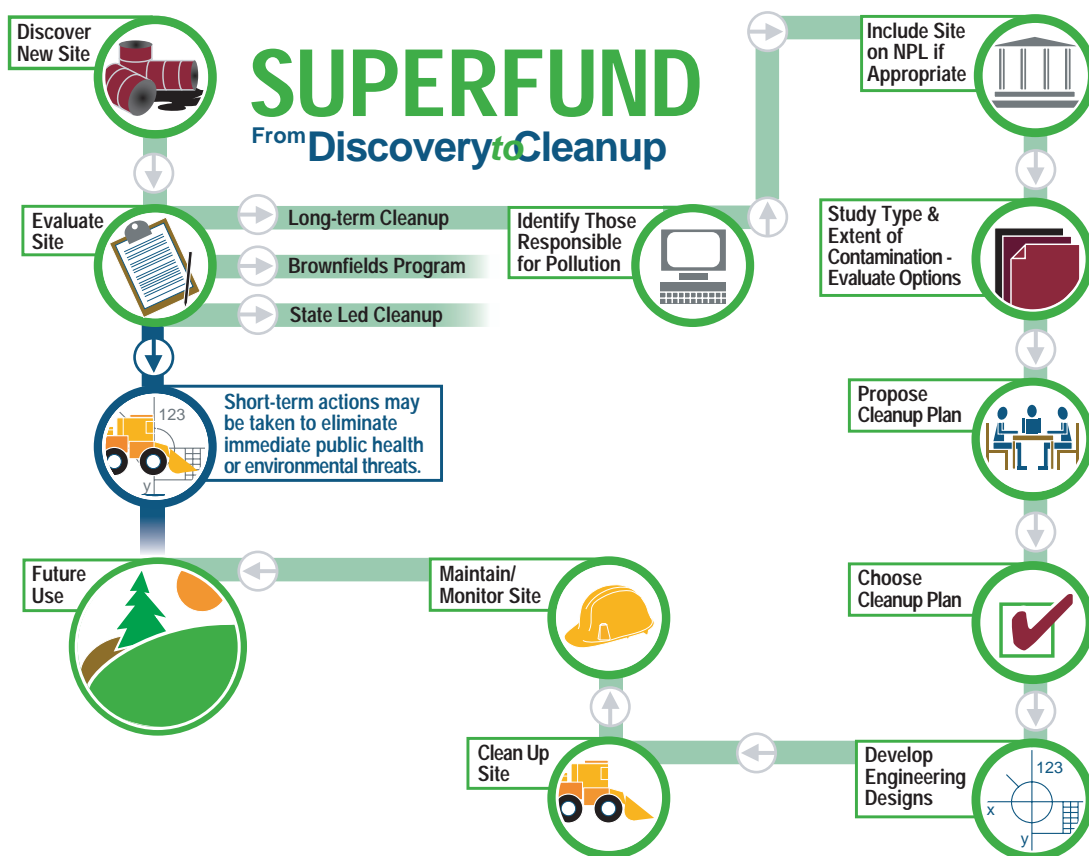 Discover
New Site
SUPERFUND
From Discovery to Cleanup
Include Site
on NPL if
Appropriate
Evaluate
Site
Long-term Cleanup
Brownfields Program
State Led Cleanup
Identify Those
Responsible
for Pollution
Study Type &
Extent of
Contamination -
Evaluate Options
123
y
Short-term actions may
be taken to eliminate
immediate public health
or environmental threats.
Propose
Cleanup Plan
Choose
Cleanup Plan
Future
Use
Maintain/
Monitor Site
Clean Up
Site
Develop
Engineering
Designs
123
x
y